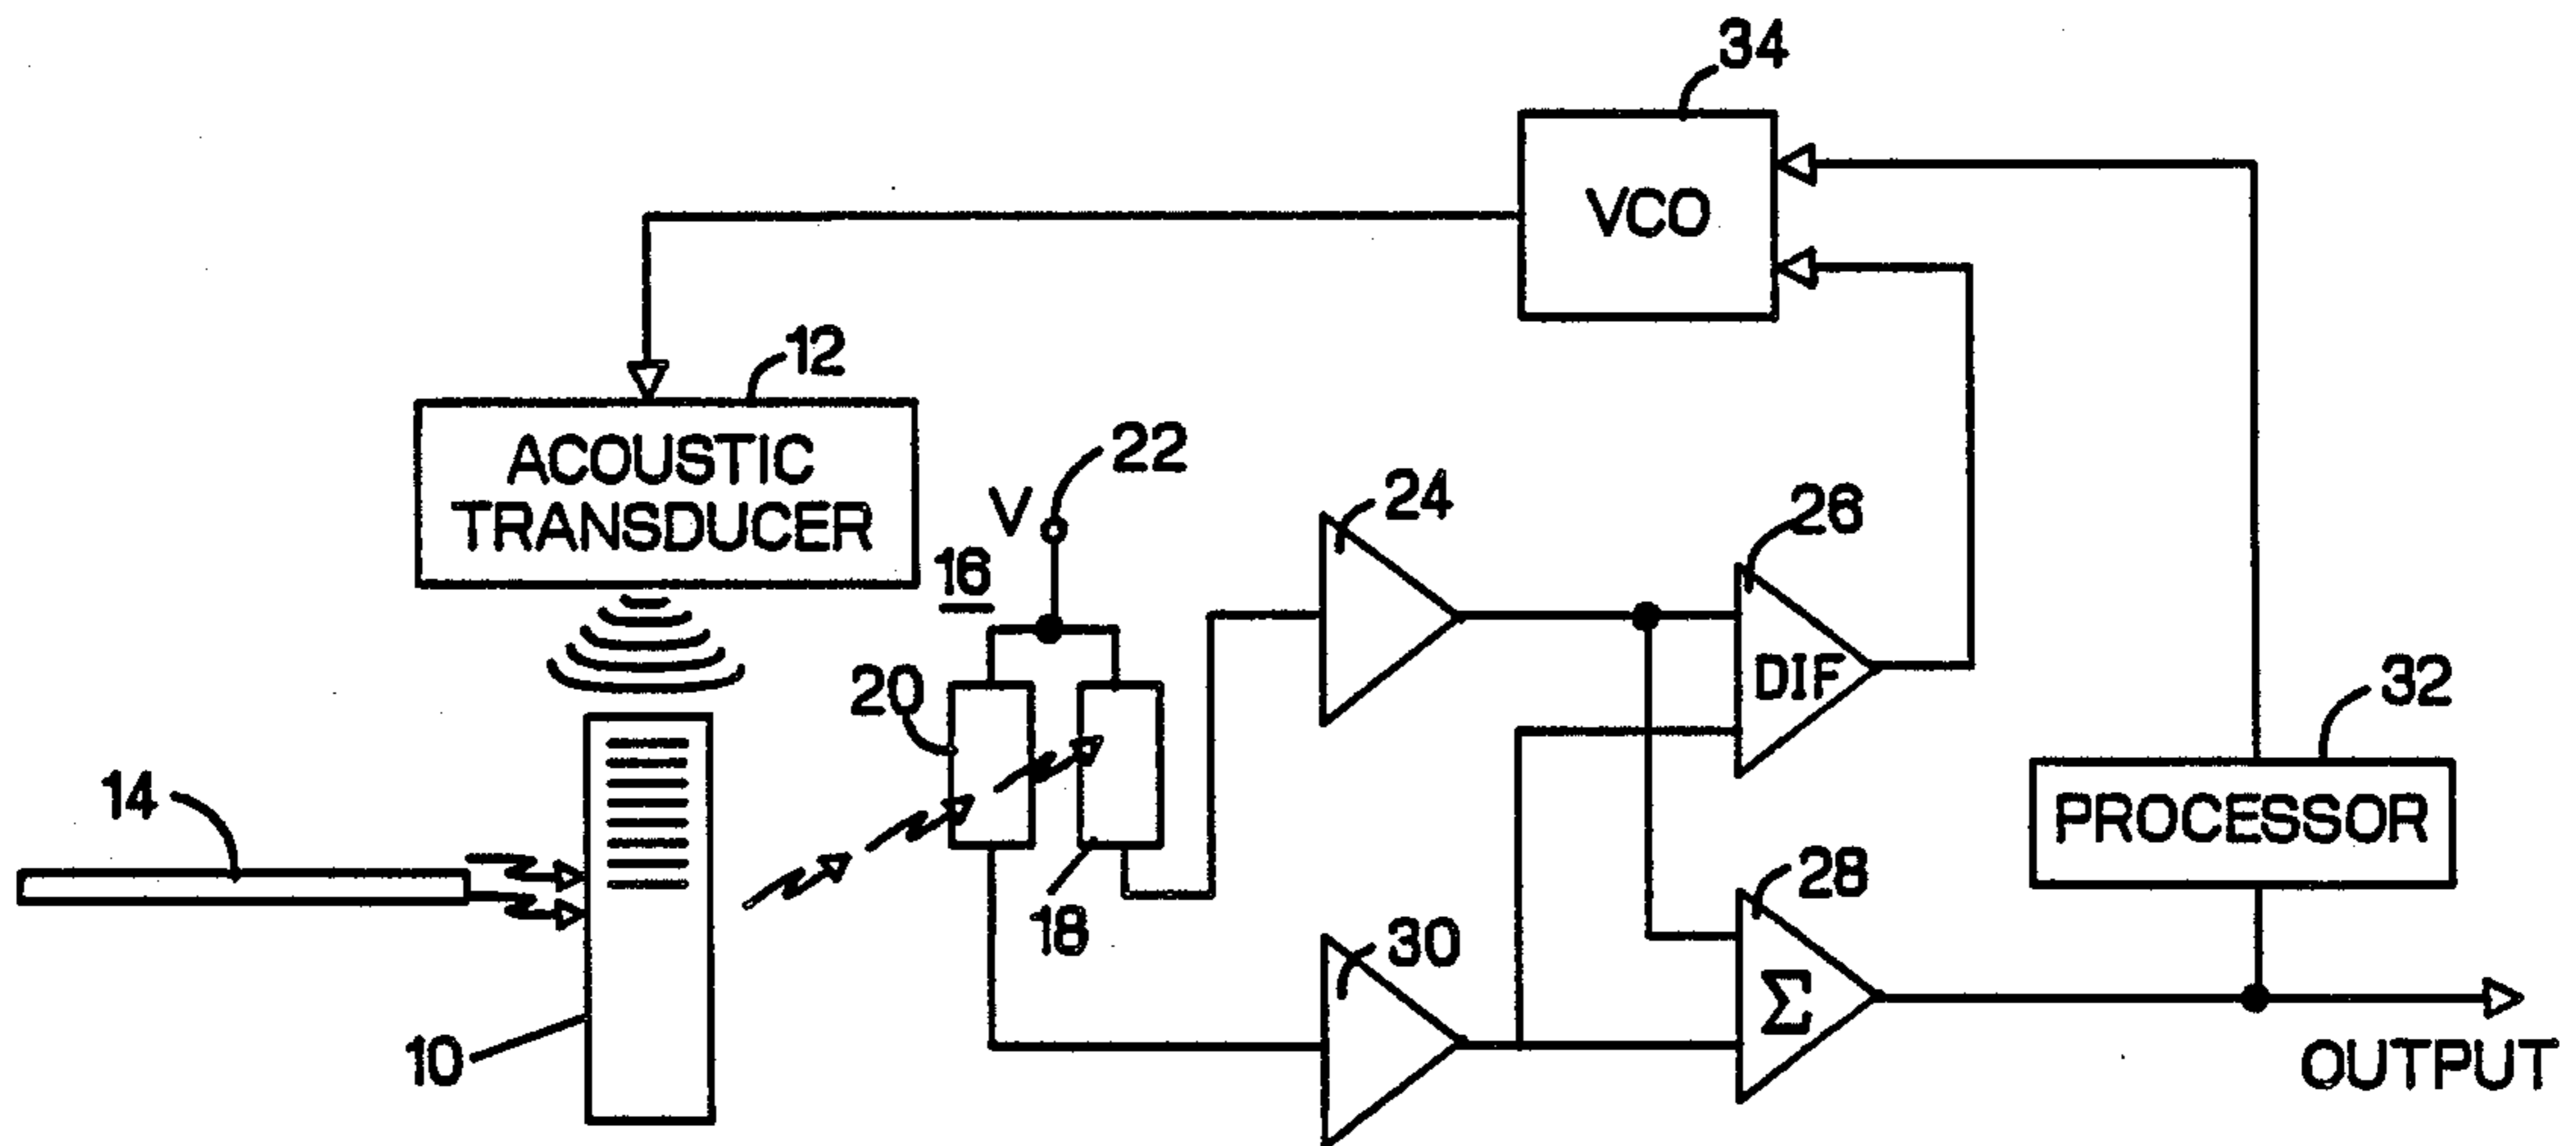 34
VCO
12
ACOUSTIC
TRANSDUCER
22
V
16
24
26
DIF
20
18
14
10
30
28
Σ
32
PROCESSOR
OUTPUT